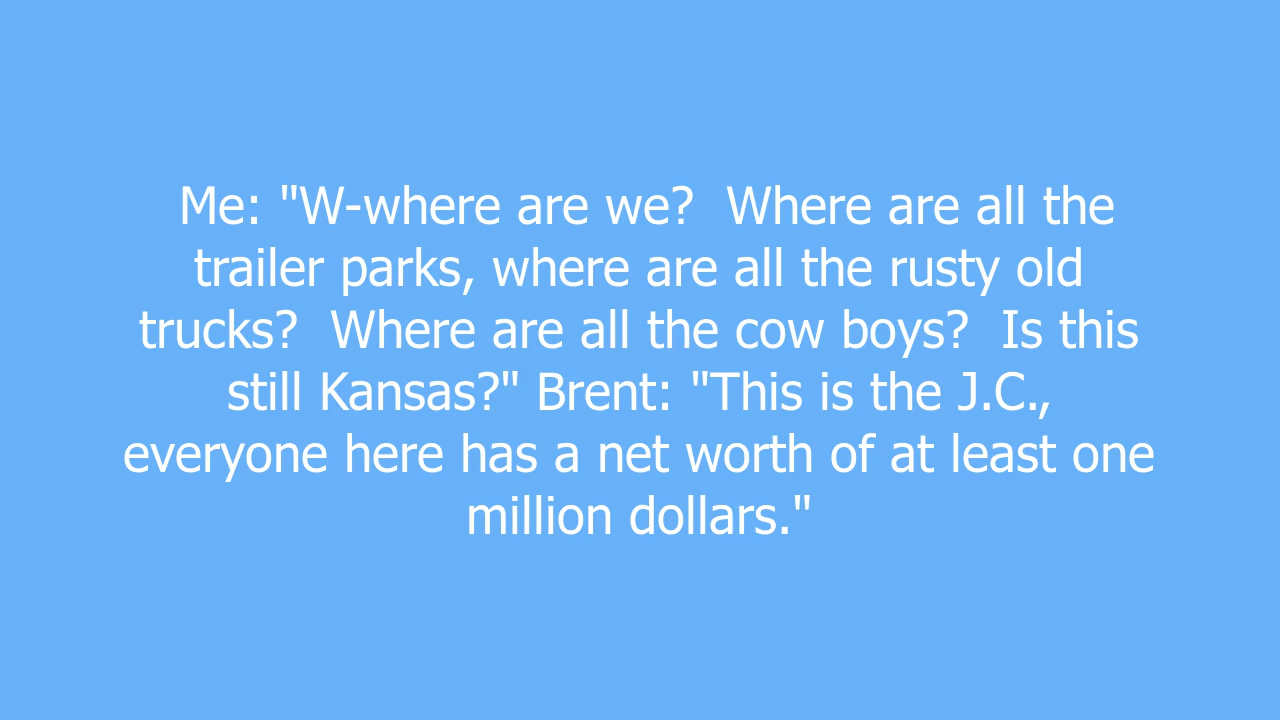 Me: "W-where are we?  Where are all the
trailer parks, where are all the rusty old
trucks?  Where are all the cow boys?  Is this
still Kansas?" Brent: "This is the J.C.,
everyone here has a net worth of at least one
million dollars."